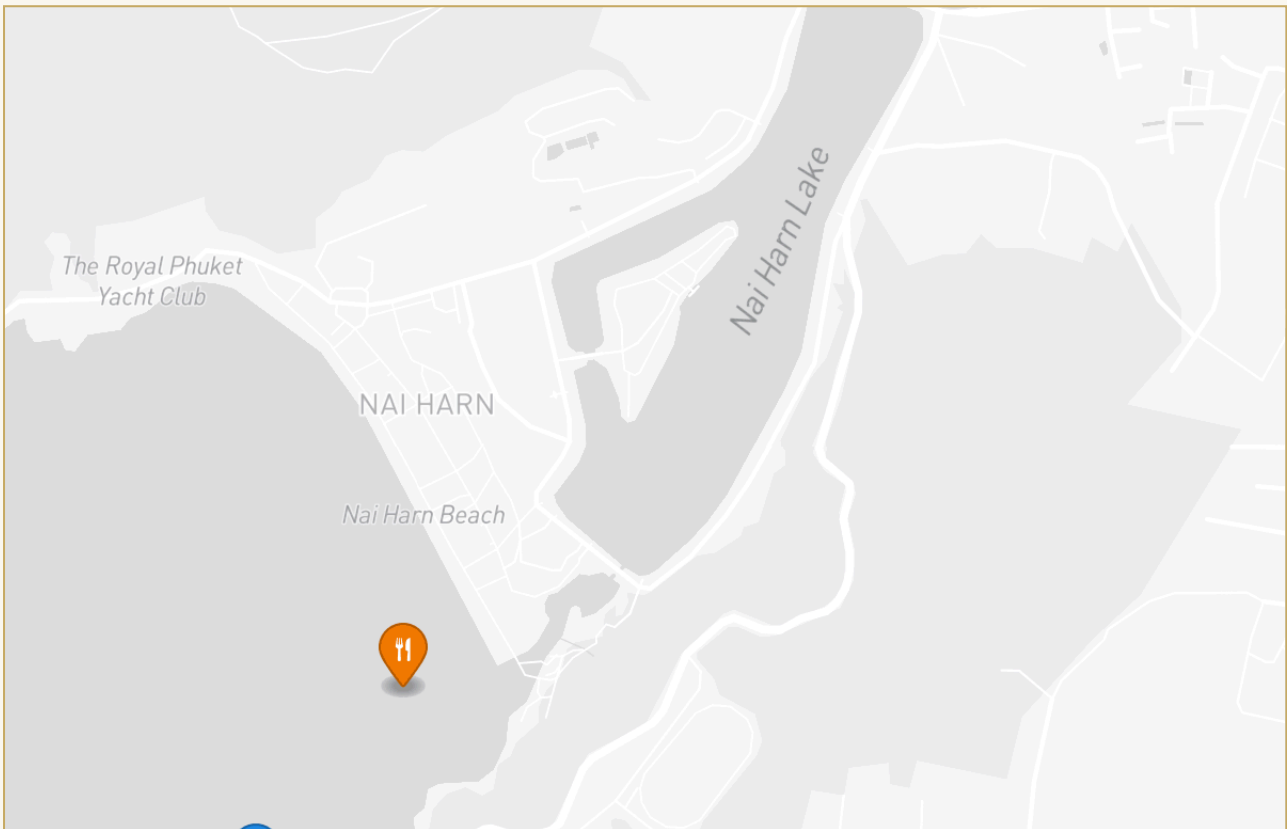 The Royal Phuket
Yacht Club
Nai Harn Lake
NAI HARN
Nai Harn Beach